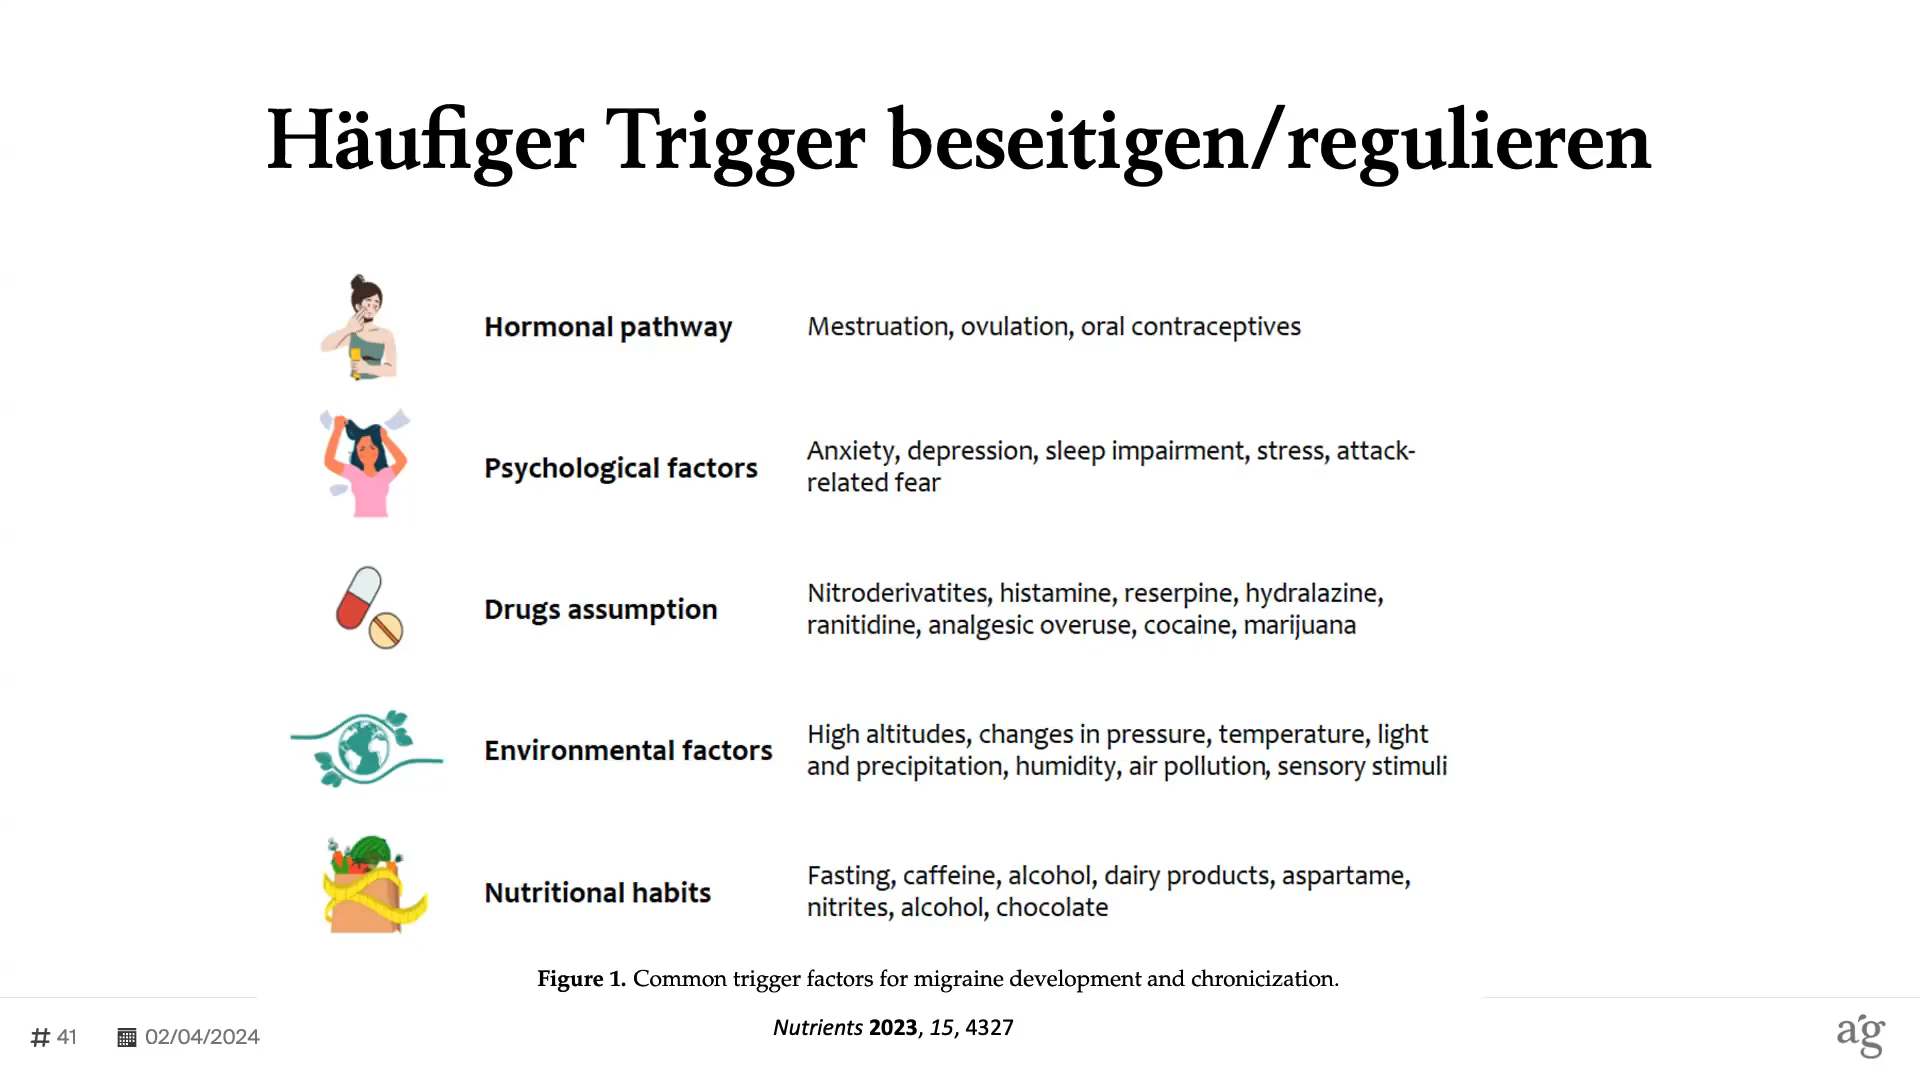 Häufiger Trigger beseitigen/regulieren
Hormonal pathway
Mestruation, ovulation, oral contraceptives
Psychological factors
Anxiety, depression, sleep impairment, stress, attack-
related fear
Drugs assumption
Nitroderivatites, histamine, reserpine, hydralazine,
ranitidine, analgesic overuse, cocaine, marijuana
Environmental factors
High altitudes, changes in pressure, temperature, light
and precipitation, humidity, air pollution, sensory stimuli
Nutritional habits
Fasting, caffeine, alcohol, dairy products, aspartame,
nitrites, alcohol, chocolate
Figure 1. Common trigger factors for migraine development and chronicization.
Nutrients 2023, 15, 4327
# 41 02/04/2024
ag